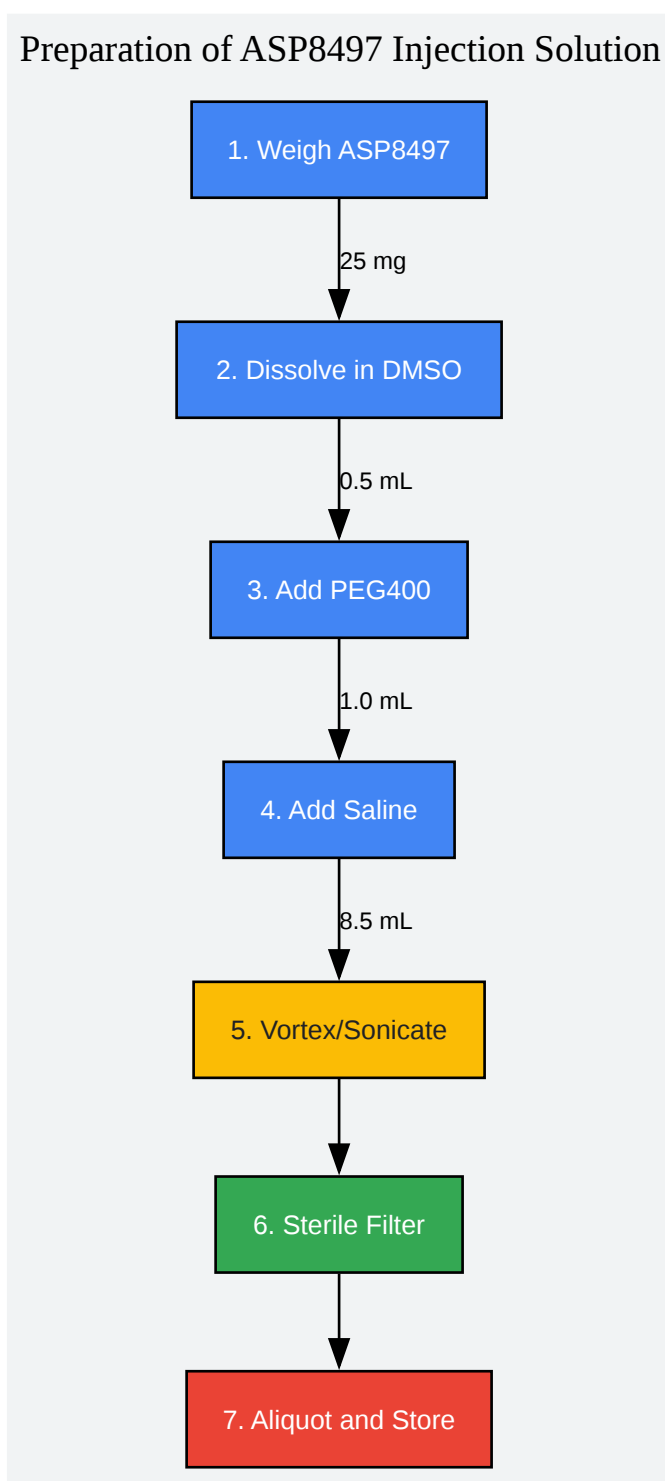 Preparation of ASP8497 Injection Solution
1. Weigh ASP8497
25 mg
2. Dissolve in DMSO
0.5 mL
3. Add PEG400
1.0 mL
4. Add Saline
8.5 mL
5. Vortex/Sonicate
6. Sterile Filter
7. Aliquot and Store